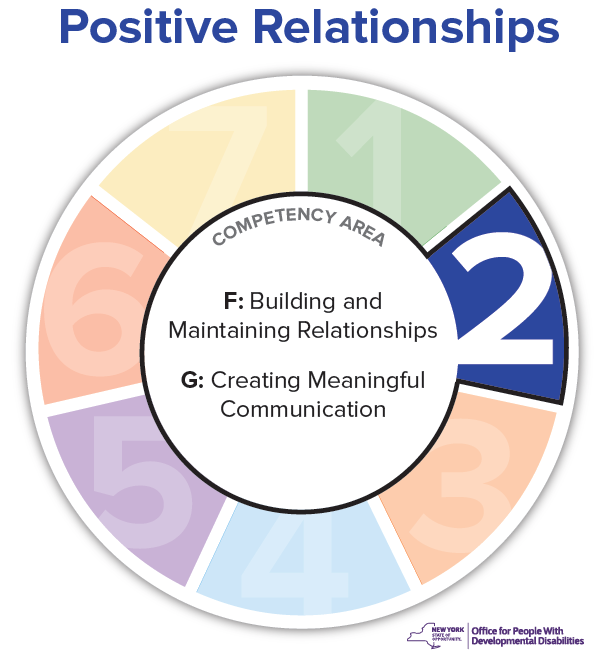 Positive Relationships
7
1
6
2
5
3
4
COMPETENCY AREA
F: Building and
Maintaining Relationships
G: Creating Meaningful
Communication
NEW YORK
STATE OF
OPPORTUNITY.
Office for People With
Developmental Disabilities